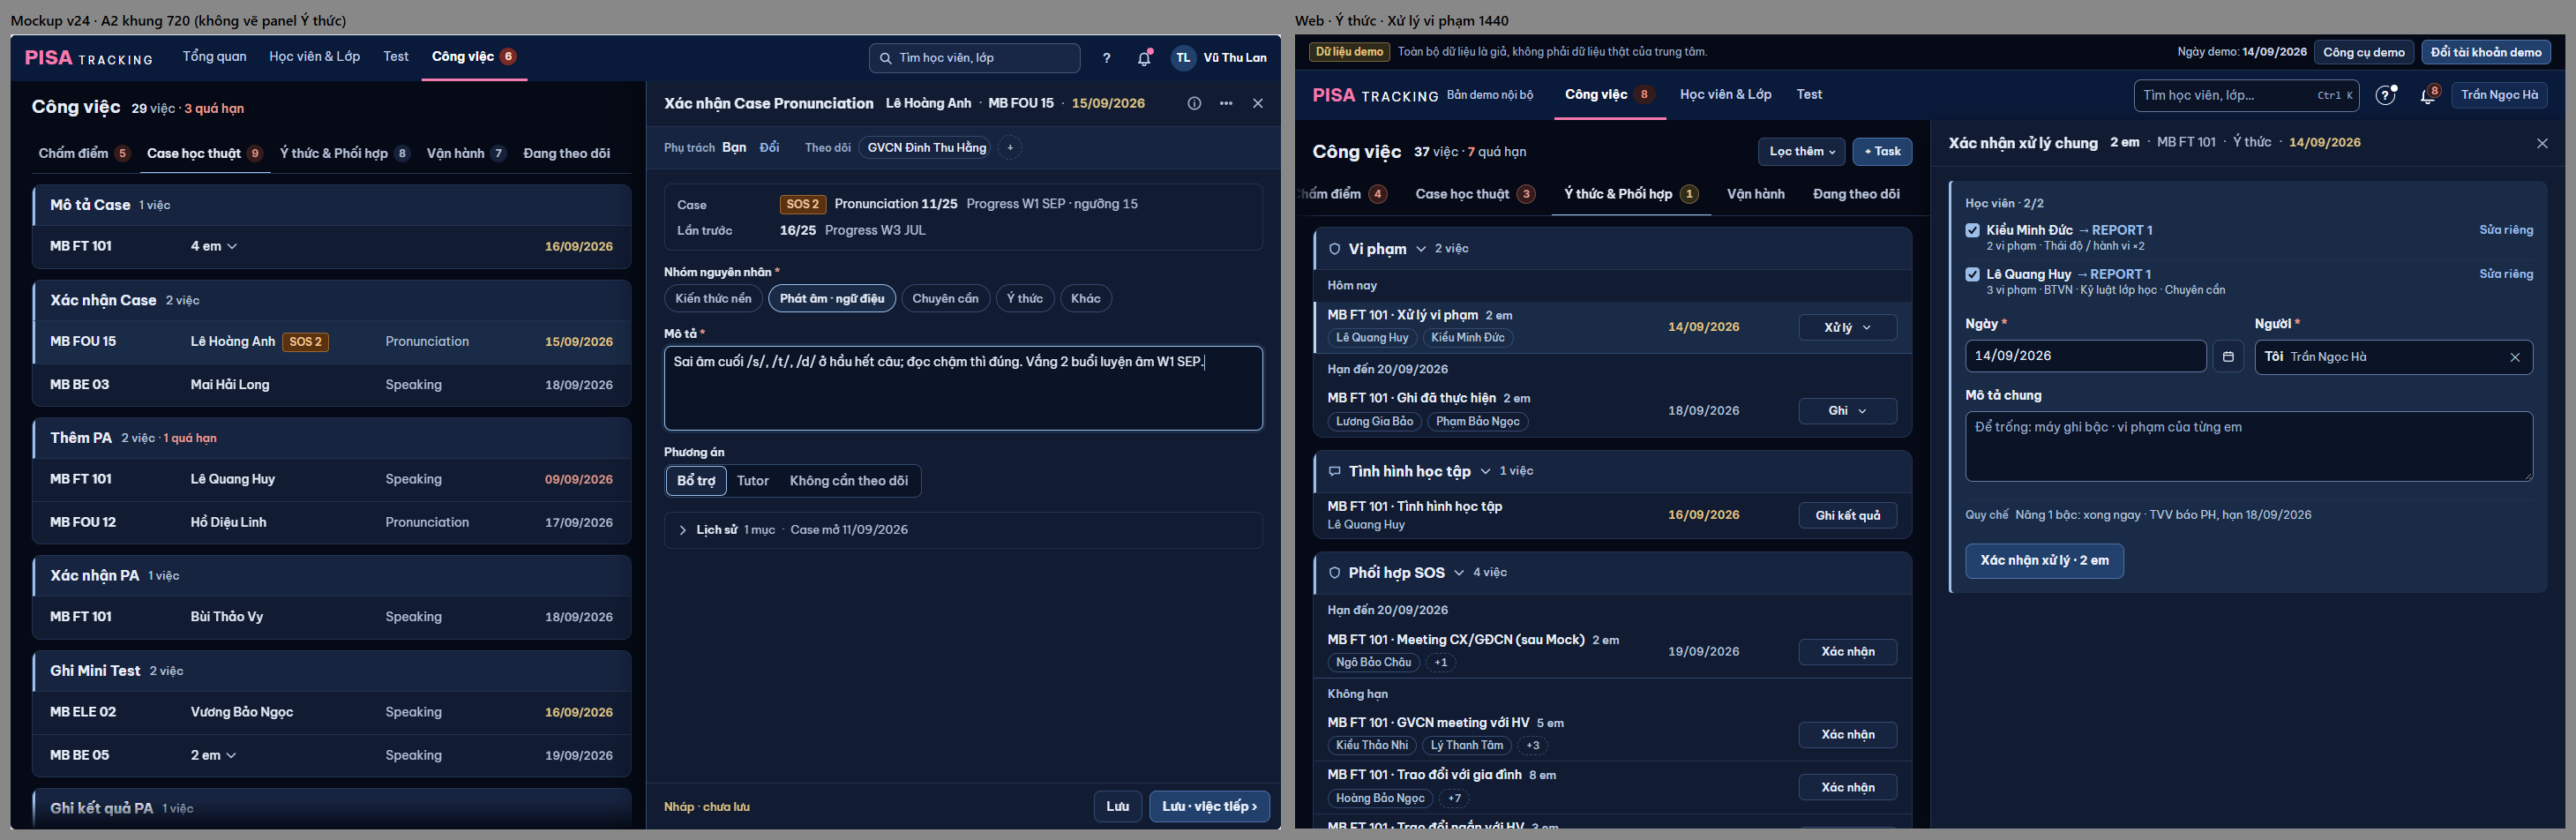 Mockup v24 · A2 khung 720 (không vẽ panel Ý thức)
PISA TRACKING Tổng quan Học viên & Lớp Test Công việc 6 Tìm học viên, lớp ? TL Vũ Thu Lan
Công việc 29 việc · 3 quá hạn
Chấm điểm 5 Case học thuật 9 Ý thức & Phối hợp 8 Vận hành 7 Đang theo dõi
Mô tả Case 1 việc
MB FT 101 4 em 16/09/2026
Xác nhận Case 2 việc
MB FOU 15 Lê Hoàng Anh SOS 2 Pronunciation 15/09/2026
MB BE 03 Mai Hải Long Speaking 18/09/2026
Thêm PA 2 việc · 1 quá hạn
MB FT 101 Lê Quang Huy Speaking 09/09/2026
MB FOU 12 Hồ Diệu Linh Pronunciation 17/09/2026
Xác nhận PA 1 việc
MB FT 101 Bùi Thảo Vy Speaking 18/09/2026
Ghi Mini Test 2 việc
MB ELE 02 Vương Bảo Ngọc Speaking 16/09/2026
MB BE 05 2 em Speaking 19/09/2026
Ghi kết quả PA 1 việc
Xác nhận Case Pronunciation Lê Hoàng Anh · MB FOU 15 · 15/09/2026
Phụ trách Bạn Đổi Theo dõi GVCN Đinh Thu Hằng +
Case SOS 2 Pronunciation 11/25 Progress W1 SEP · ngưỡng 15
Lần trước 16/25 Progress W3 JUL
Nhóm nguyên nhân *
Kiến thức nền Phát âm · ngữ điệu Chuyên cần Ý thức Khác
Mô tả *
Sai âm cuối /s/, /t/, /d/ ở hầu hết câu; đọc chậm thì đúng. Vắng 2 buổi luyện âm W1 SEP.
Phương án
Bổ trợ Tutor Không cần theo dõi
Lịch sử 1 mục · Case mở 11/09/2026
Nháp · chưa lưu Lưu Lưu · việc tiếp ›
Web · Ý thức · Xử lý vi phạm 1440
Dữ liệu demo Toàn bộ dữ liệu là giả, không phải dữ liệu thật của trung tâm. Ngày demo: 14/09/2026 Công cụ demo Đổi tài khoản demo
PISA TRACKING Bản demo nội bộ Công việc 8 Học viên & Lớp Test Tìm học viên, lớp... Ctrl K ? 8 Trần Ngọc Hà
Công việc 37 việc · 7 quá hạn Lọc thêm + Task
Chấm điểm 4 Case học thuật 3 Ý thức & Phối hợp 1 Vận hành Đang theo dõi
Vi phạm 2 việc
Hôm nay
MB FT 101 · Xử lý vi phạm 2 em 14/09/2026 Xử lý
Lê Quang Huy Kiều Minh Đức
Hạn đến 20/09/2026
MB FT 101 · Ghi đã thực hiện 2 em 18/09/2026 Ghi
Lương Gia Bảo Phạm Bảo Ngọc
Tình hình học tập 1 việc
MB FT 101 · Tình hình học tập 16/09/2026 Ghi kết quả
Lê Quang Huy
Phối hợp SOS 4 việc
Hạn đến 20/09/2026
MB FT 101 · Meeting CX/GĐCN (sau Mock) 2 em 19/09/2026 Xác nhận
Ngô Bảo Châu +1
Không hạn
MB FT 101 · GVCN meeting với HV 5 em Xác nhận
Kiều Thảo Nhi Lý Thanh Tâm +3
MB FT 101 · Trao đổi với gia đình 8 em Xác nhận
Hoàng Bảo Ngọc +7
MB FT 101 · Trao đổi ngắn với HV 3 em
Xác nhận xử lý chung 2 em · MB FT 101 · Ý thức · 14/09/2026
Học viên · 2/2
Kiều Minh Đức → REPORT 1 Sửa riêng
2 vi phạm · Thái độ / hành vi ×2
Lê Quang Huy → REPORT 1 Sửa riêng
3 vi phạm · BTVN · Kỷ luật lớp học · Chuyên cần
Ngày * Người *
14/09/2026 Tôi Trần Ngọc Hà
Mô tả chung
Để trống: máy ghi bậc · vi phạm của từng em
Quy chế Nâng 1 bậc: xong ngay · TVV báo PH, hạn 18/09/2026
Xác nhận xử lý · 2 em